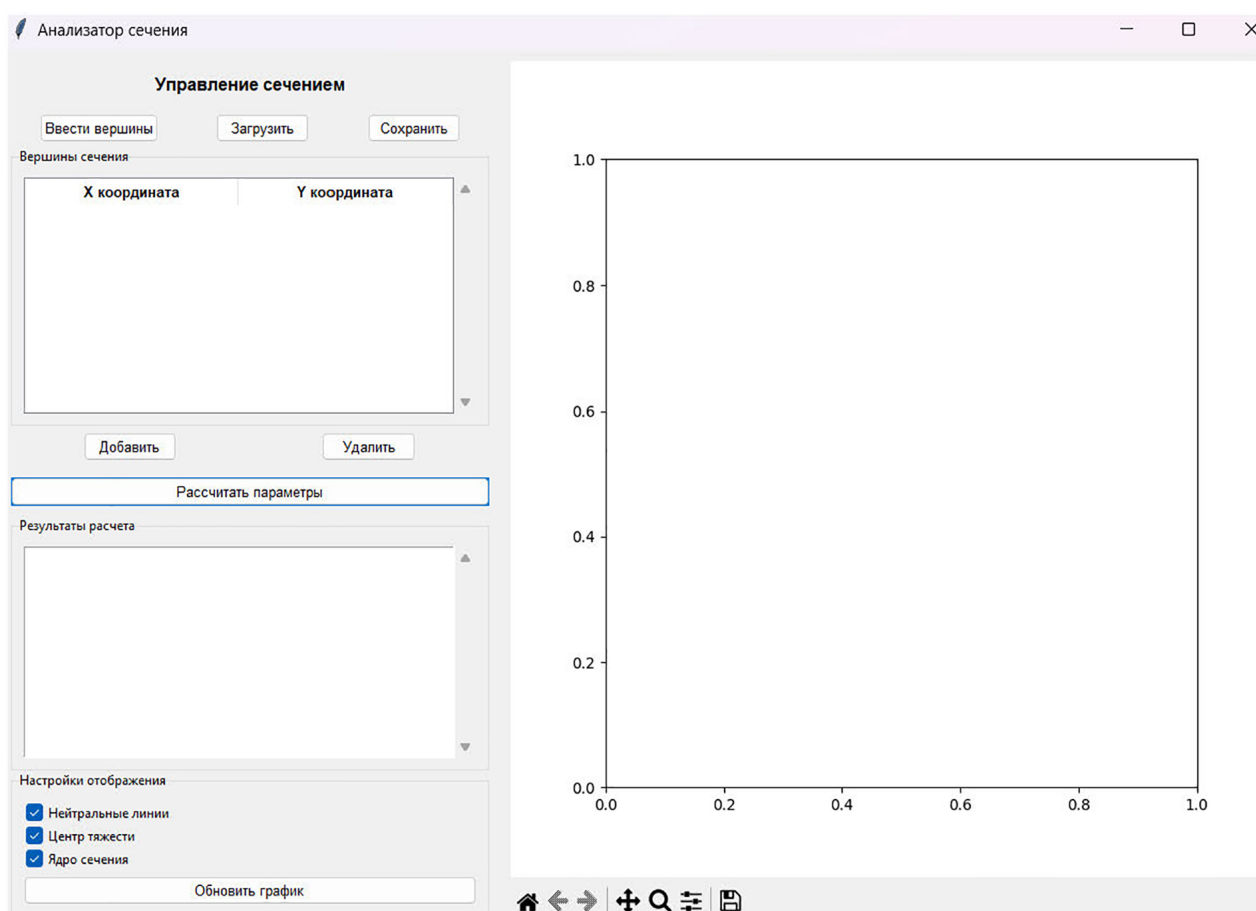 Анализатор сечения
Управление сечением
Ввести вершины Загрузить Сохранить
Вершины сечения
X координата Y координата
Добавить Удалить
Рассчитать параметры
Результаты расчета
Настройки отображения
Нейтральные линии
Центр тяжести
Ядро сечения
Обновить график
1.0
0.8
0.6
0.4
0.2
0.0
0.0 0.2 0.4 0.6 0.8 1.0